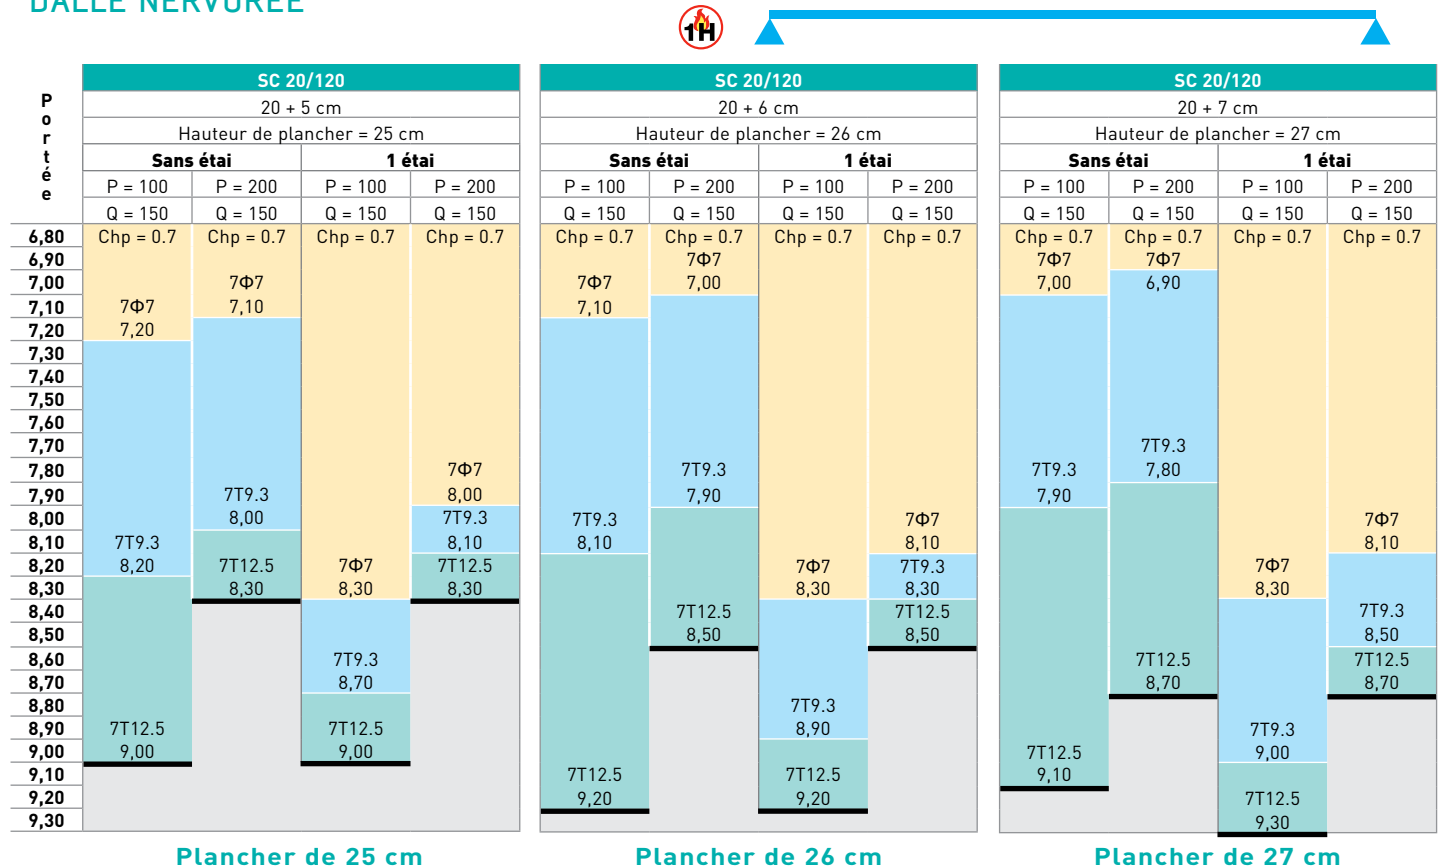 DALLE NERVURÉE
1H
Portée
SC 20/120 SC 20/120 SC 20/120
20 + 5 cm 20 + 6 cm 20 + 7 cm
Hauteur de plancher = 25 cm Hauteur de plancher = 26 cm Hauteur de plancher = 27 cm
Sans étai 1 étai Sans étai 1 étai Sans étai 1 étai
P = 100 P = 200 P = 100 P = 200 P = 100 P = 200 P = 100 P = 200 P = 100 P = 200 P = 100 P = 200
Q = 150 Q = 150 Q = 150 Q = 150 Q = 150 Q = 150 Q = 150 Q = 150 Q = 150 Q = 150 Q = 150 Q = 150
6,80 Chp = 0.7 Chp = 0.7 Chp = 0.7 Chp = 0.7 Chp = 0.7 Chp = 0.7 Chp = 0.7 Chp = 0.7 Chp = 0.7 Chp = 0.7 Chp = 0.7 Chp = 0.7
6,90 7Φ7 7Φ7 7Φ7
7,00 7Φ7 7Φ7 7,00 7,00 6,90
7,10 7Φ7 7,10 7,10
7,20 7,20
7,30
7,40
7,50
7,60
7,70 7T9.3
7,80 7Φ7 7T9.3 7T9.3 7,80
7,90 7T9.3 8,00 7,90 7,90
8,00 8,00 7T9.3 7T9.3 7Φ7 7Φ7
8,10 7T9.3 8,10 8,10 8,10 8,10
8,20 8,20 7T12.5 7Φ7 7T12.5 7Φ7 7T9.3 7Φ7
8,30 8,30 8,30 8,30 8,30 8,30 8,30
8,40 7T12.5 7T12.5 7T9.3
8,50 8,50 8,50 8,50
8,60 7T9.3 7T12.5 7T12.5
8,70 8,70 8,70 8,70
8,80 7T9.3
8,90 7T12.5 7T12.5 8,90 7T9.3
9,00 9,00 9,00 7T12.5 9,00
9,10 7T12.5 7T12.5 9,10
9,20 9,20 9,20 7T12.5
9,30 9,30
Plancher de 25 cm Plancher de 26 cm Plancher de 27 cm